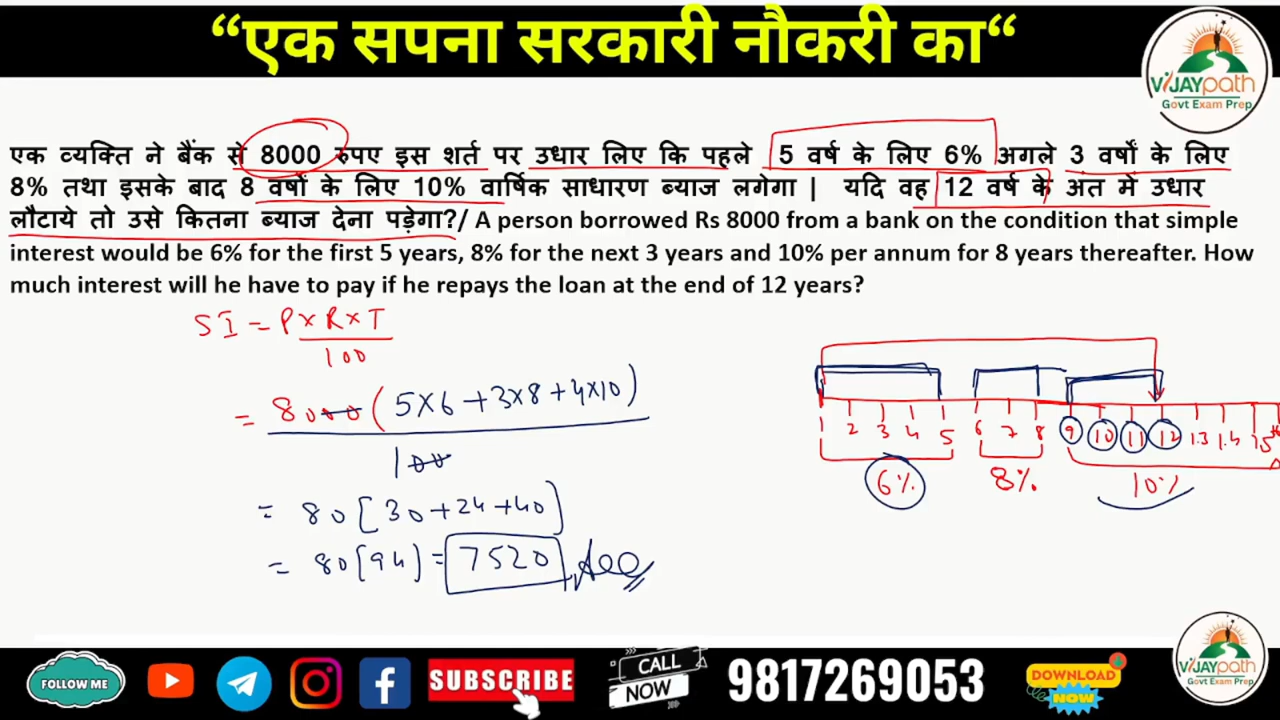 “एक सपना सरकारी नौकरी का“
VIJAYpath
Govt Exam Prep
एक व्यक्ति ने बैंक से 8000 रुपए इस शर्त पर उधार लिए कि पहले 5 वर्ष के लिए 6% अगले 3 वर्षों के लिए
8% तथा इसके बाद 8 वर्षो के लिए 10% वार्षिक साधारण ब्याज लगेगा | यदि वह 12 वर्ष के अत में उधार
लौटाये तो उसे कितना ब्याज देना पड़ेगा?/ A person borrowed Rs 8000 from a bank on the condition that simple
interest would be 6% for the first 5 years, 8% for the next 3 years and 10% per annum for 8 years thereafter. How
much interest will he have to pay if he repays the loan at the end of 12 years?
SI = P×R×T
100
= 8000 (5×6+3×8+4×10)
100
= 80[30+24+40]
= 80[94] = 7520
1 2 3 4 5 6 7 8 9 10 11 12 13 14 15
6% 8% 10%
VIJAYpath
Govt Exam Prep
FOLLOW ME
SUBSCRIBE
CALL
NOW
9817269053
DOWNLOAD
NOW